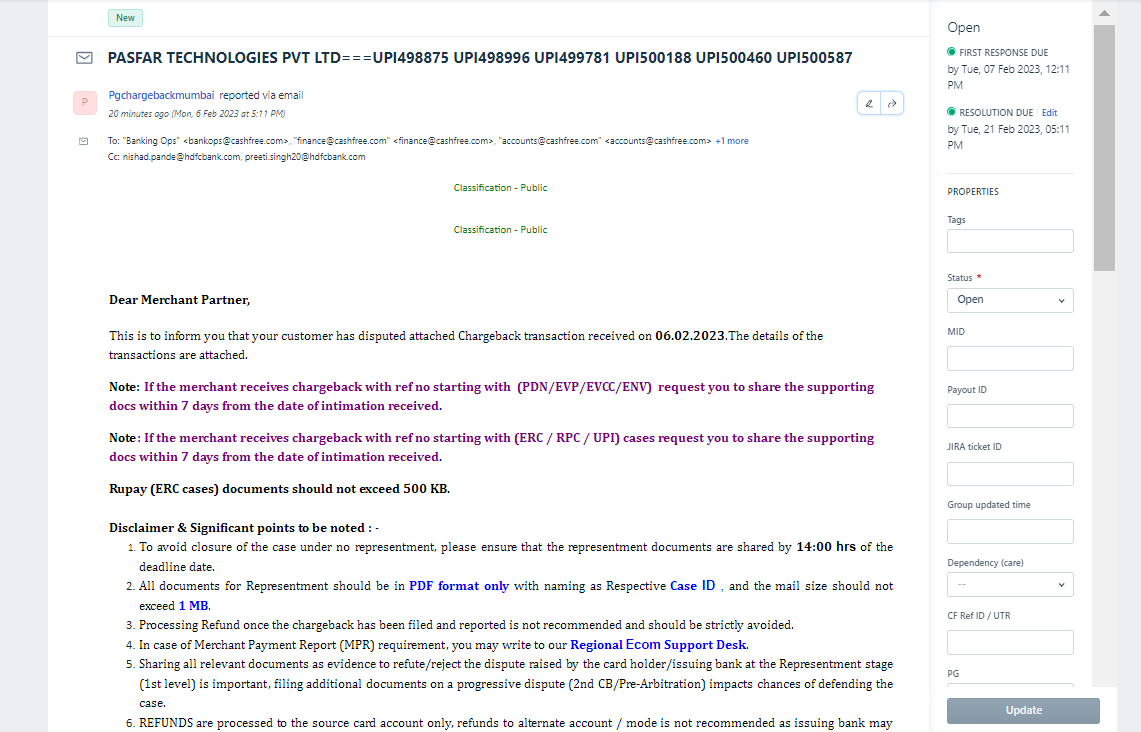 New
PASFAR TECHNOLOGIES PVT LTD===UPI498875 UPI498996 UPI499781 UPI500188 UPI500460 UPI500587
P
Pgchargebackmumbai reported via email
20 minutes ago (Mon, 6 Feb 2023 at 5:11 PM)
To: "Banking Ops" <bankops@cashfree.com>, "finance@cashfree.com" <finance@cashfree.com>, "accounts@cashfree.com" <accounts@cashfree.com> +1 more
Cc: nishad.pande@hdfcbank.com, preeti.singh20@hdfcbank.com
Classification - Public
Classification - Public
Dear Merchant Partner,
This is to inform you that your customer has disputed attached Chargeback transaction received on 06.02.2023.The details of the
transactions are attached.
Note: If the merchant receives chargeback with ref no starting with (PDN/EVP/EVCC/ENV) request you to share the supporting
docs within 7 days from the date of intimation received.
Note: If the merchant receives chargeback with ref no starting with (ERC / RPC / UPI) cases request you to share the supporting
docs within 7 days from the date of intimation received.
Rupay (ERC cases) documents should not exceed 500 KB.
Disclaimer & Significant points to be noted : -
1. To avoid closure of the case under no representment, please ensure that the representment documents are shared by 14:00 hrs of the
deadline date.
2. All documents for Representment should be in PDF format only with naming as Respective Case ID , and the mail size should not
exceed 1 MB.
3. Processing Refund once the chargeback has been filed and reported is not recommended and should be strictly avoided.
4. In case of Merchant Payment Report (MPR) requirement, you may write to our Regional Ecom Support Desk.
5. Sharing all relevant documents as evidence to refute/reject the dispute raised by the card holder/issuing bank at the Representment stage
(1st level) is important, filing additional documents on a progressive dispute (2nd CB/Pre-Arbitration) impacts chances of defending the
case.
6. REFUNDS are processed to the source card account only, refunds to alternate account / mode is not recommended as issuing bank may
Open
FIRST RESPONSE DUE
by Tue, 07 Feb 2023, 12:11
PM
RESOLUTION DUE Edit
by Tue, 21 Feb 2023, 05:11
PM
PROPERTIES
Tags
Status *
Open
MID
Payout ID
JIRA ticket ID
Group updated time
Dependency (care)
--
CF Ref ID / UTR
PG
Update